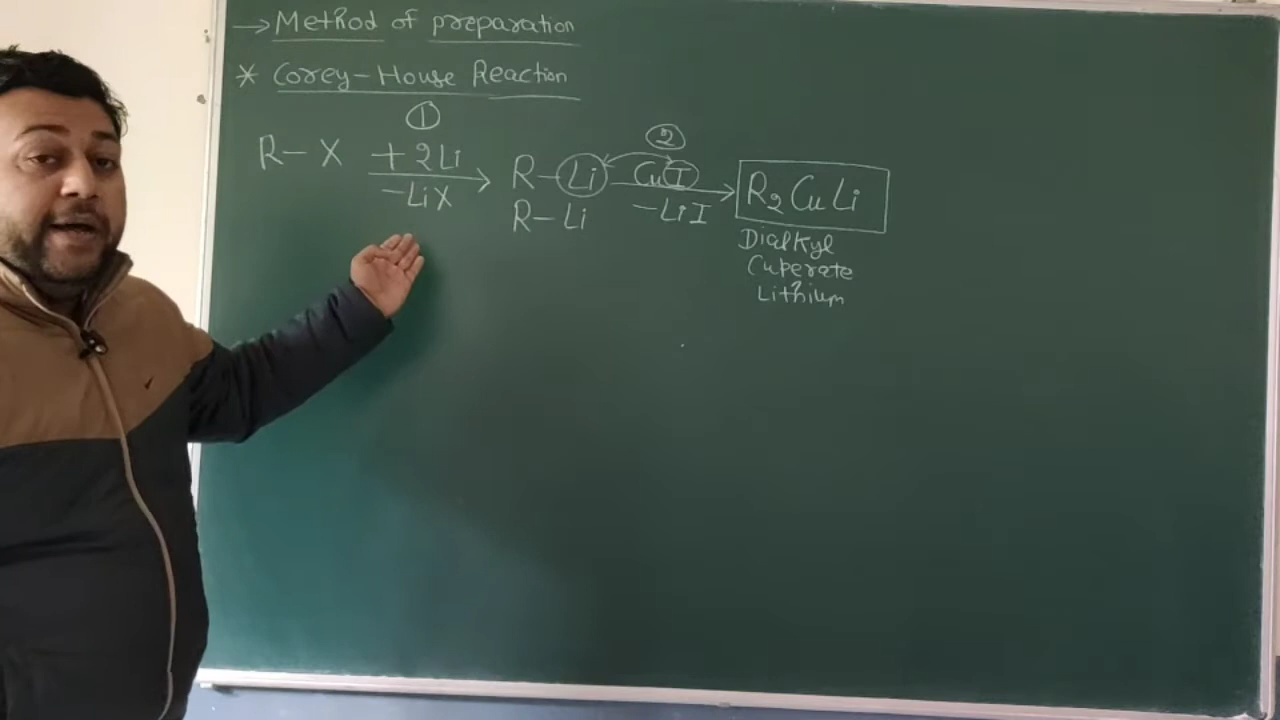 → Method of preparation
* Corey-House Reaction
① ②
R-X +2Li -LiX R-Li CuI -LiI R₂CuLi
R-Li
Dialkyl
Cuperate
Lithium